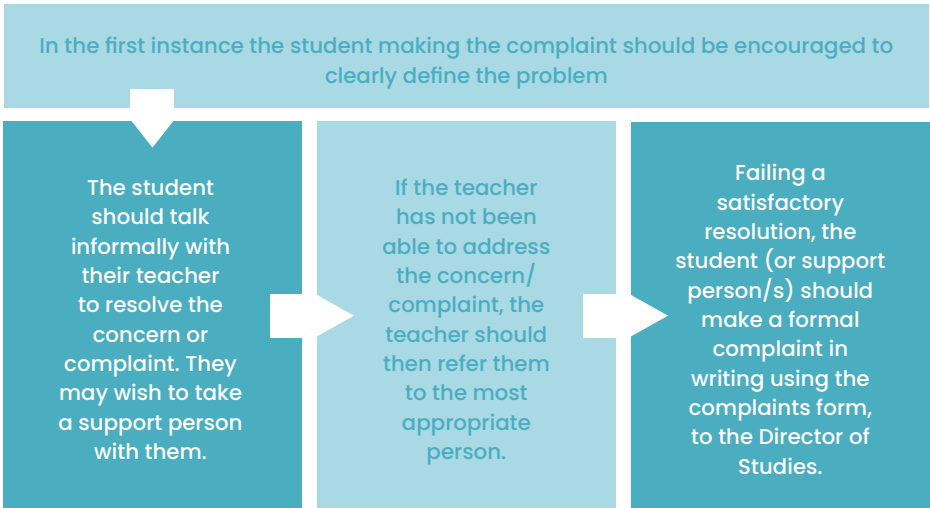 In the first instance the student making the complaint should be encouraged to
clearly define the problem
The student
should talk
informally with
their teacher
to resolve the
concern or
complaint. They
may wish to take
a support person
with them.
If the teacher
has not been
able to address
the concern/
complaint, the
teacher should
then refer them
to the most
appropriate
person.
Failing a
satisfactory
resolution, the
student (or support
person/s) should
make a formal
complaint in
writing using the
complaints form,
to the Director of
Studies.